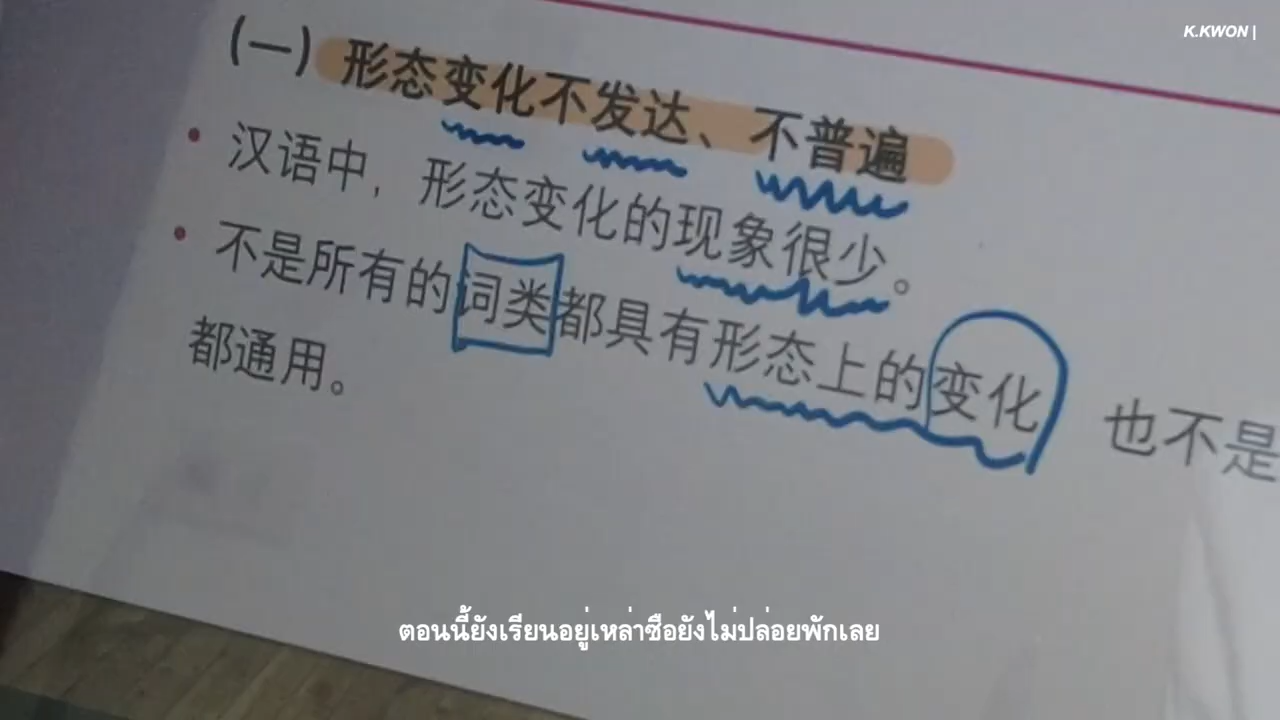 K.KWON |
(一) 形态变化不发达、不普遍
• 汉语中，形态变化的现象很少。
• 不是所有的词类都具有形态上的变化 也不是
都通用。
ตอนนี้ยังเรียนอยู่เหล่าซือยังไม่ปล่อยพักเลย